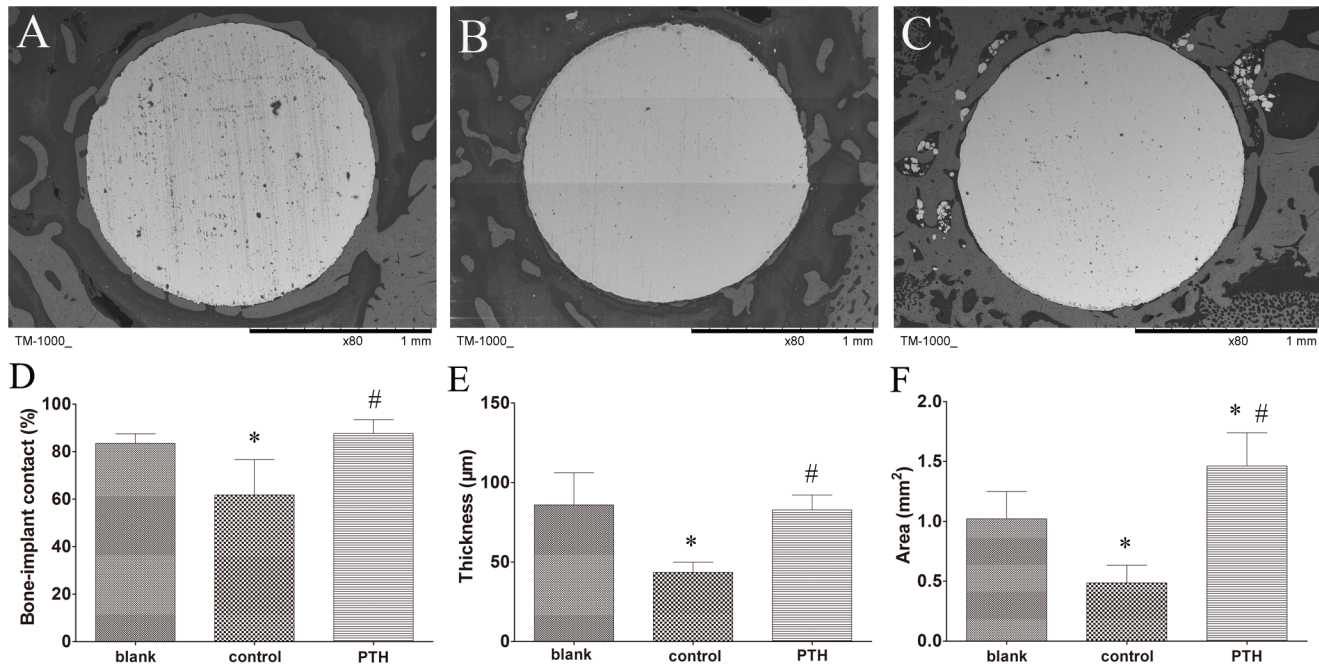 A
B
C
TM-1000_ x80 1 mm
TM-1000_ x80 1 mm
TM-1000_ x80 1 mm
D
Bone-implant contact (%)
100
80
60
40
20
0
*
#
blank control PTH
E
Thickness (µm)
150
100
50
0
*
#
blank control PTH
F
Area (mm²)
2.0
1.5
1.0
0.5
0.0
*
* #
blank control PTH